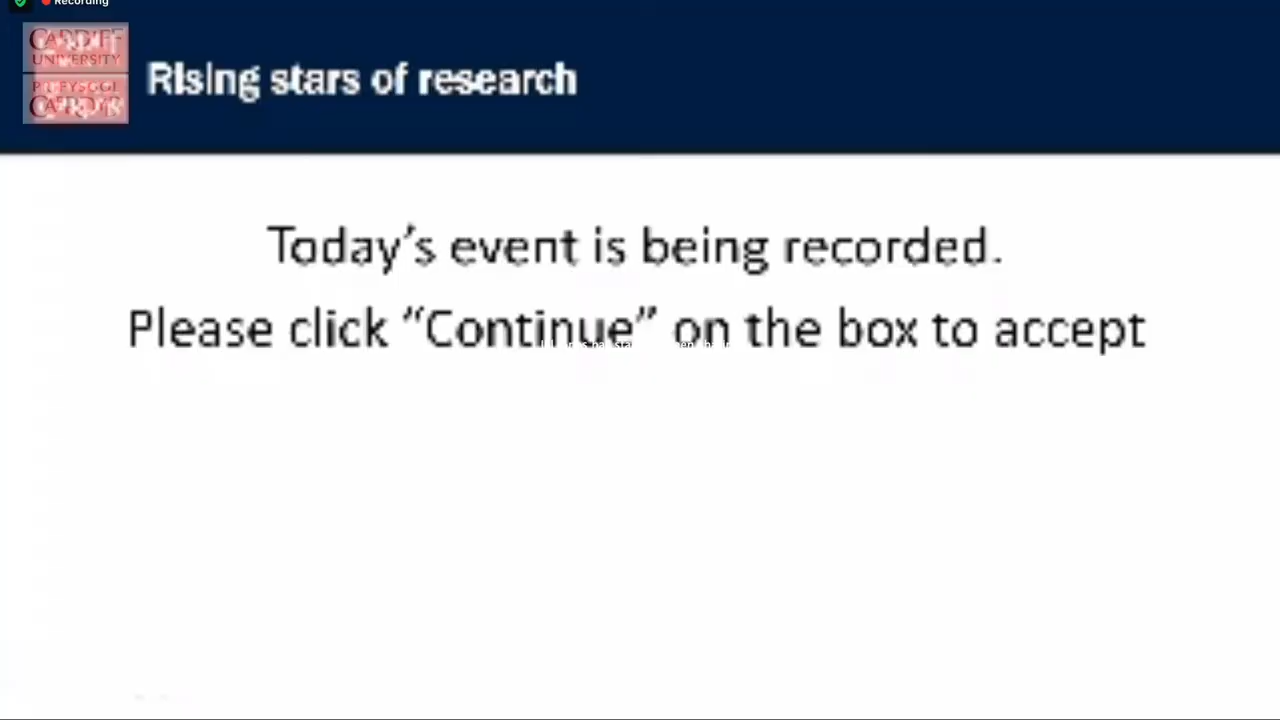 Recording
CARDIFF
UNIVERSITY
PRIFYSGOL
CAERDYDD
Rising stars of research
Today's event is being recorded.
Please click "Continue" on the box to accept